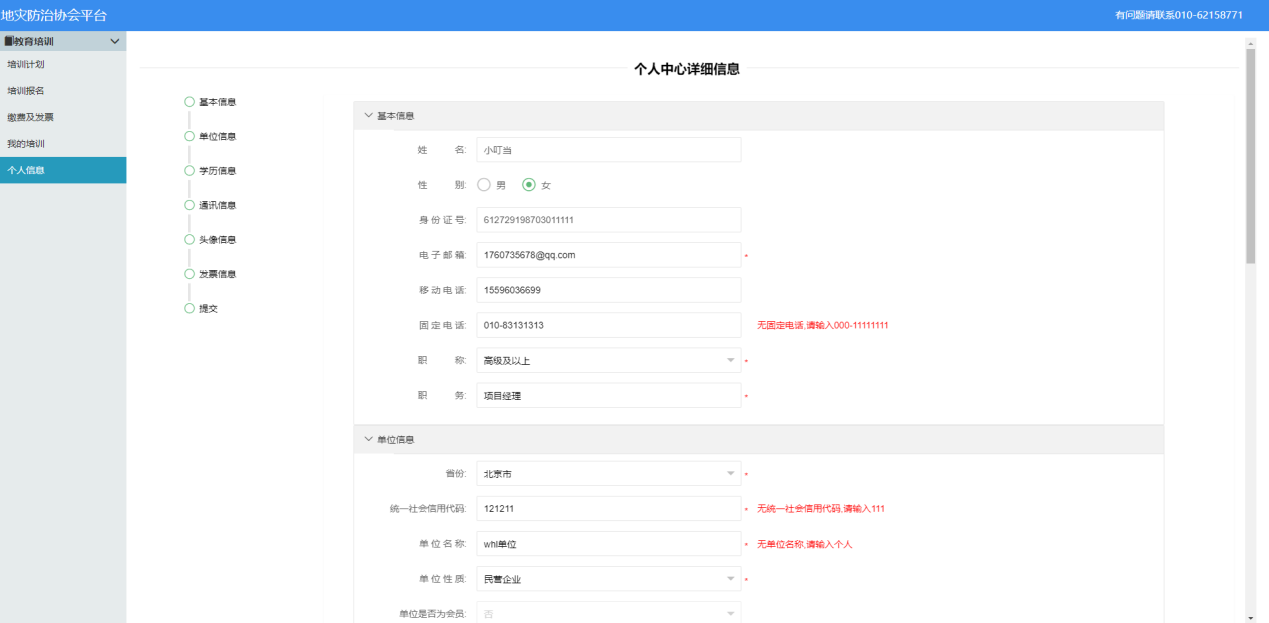 地灾防治协会平台
有问题请联系010-62158771
教育培训
培训计划
培训报名
缴费及发票
我的培训
个人信息
个人中心详细信息
基本信息
单位信息
学历信息
通讯信息
头像信息
发票信息
提交
基本信息
姓 名: 小叮当
性 别: 男 女
身份证号: 612729198703011111
电子邮箱: 1760735678@qq.com *
移动电话: 15596036699
固定电话: 010-83131313 无固定电话,请输入000-11111111
职 称: 高级及以上 *
职 务: 项目经理 *
单位信息
省份: 北京市 *
统一社会信用代码: 121211 * 无统一社会信用代码,请输入111
单位名称: whl单位 * 无单位名称,请输入个人
单位性质: 民营企业 *
单位是否为会员: 否